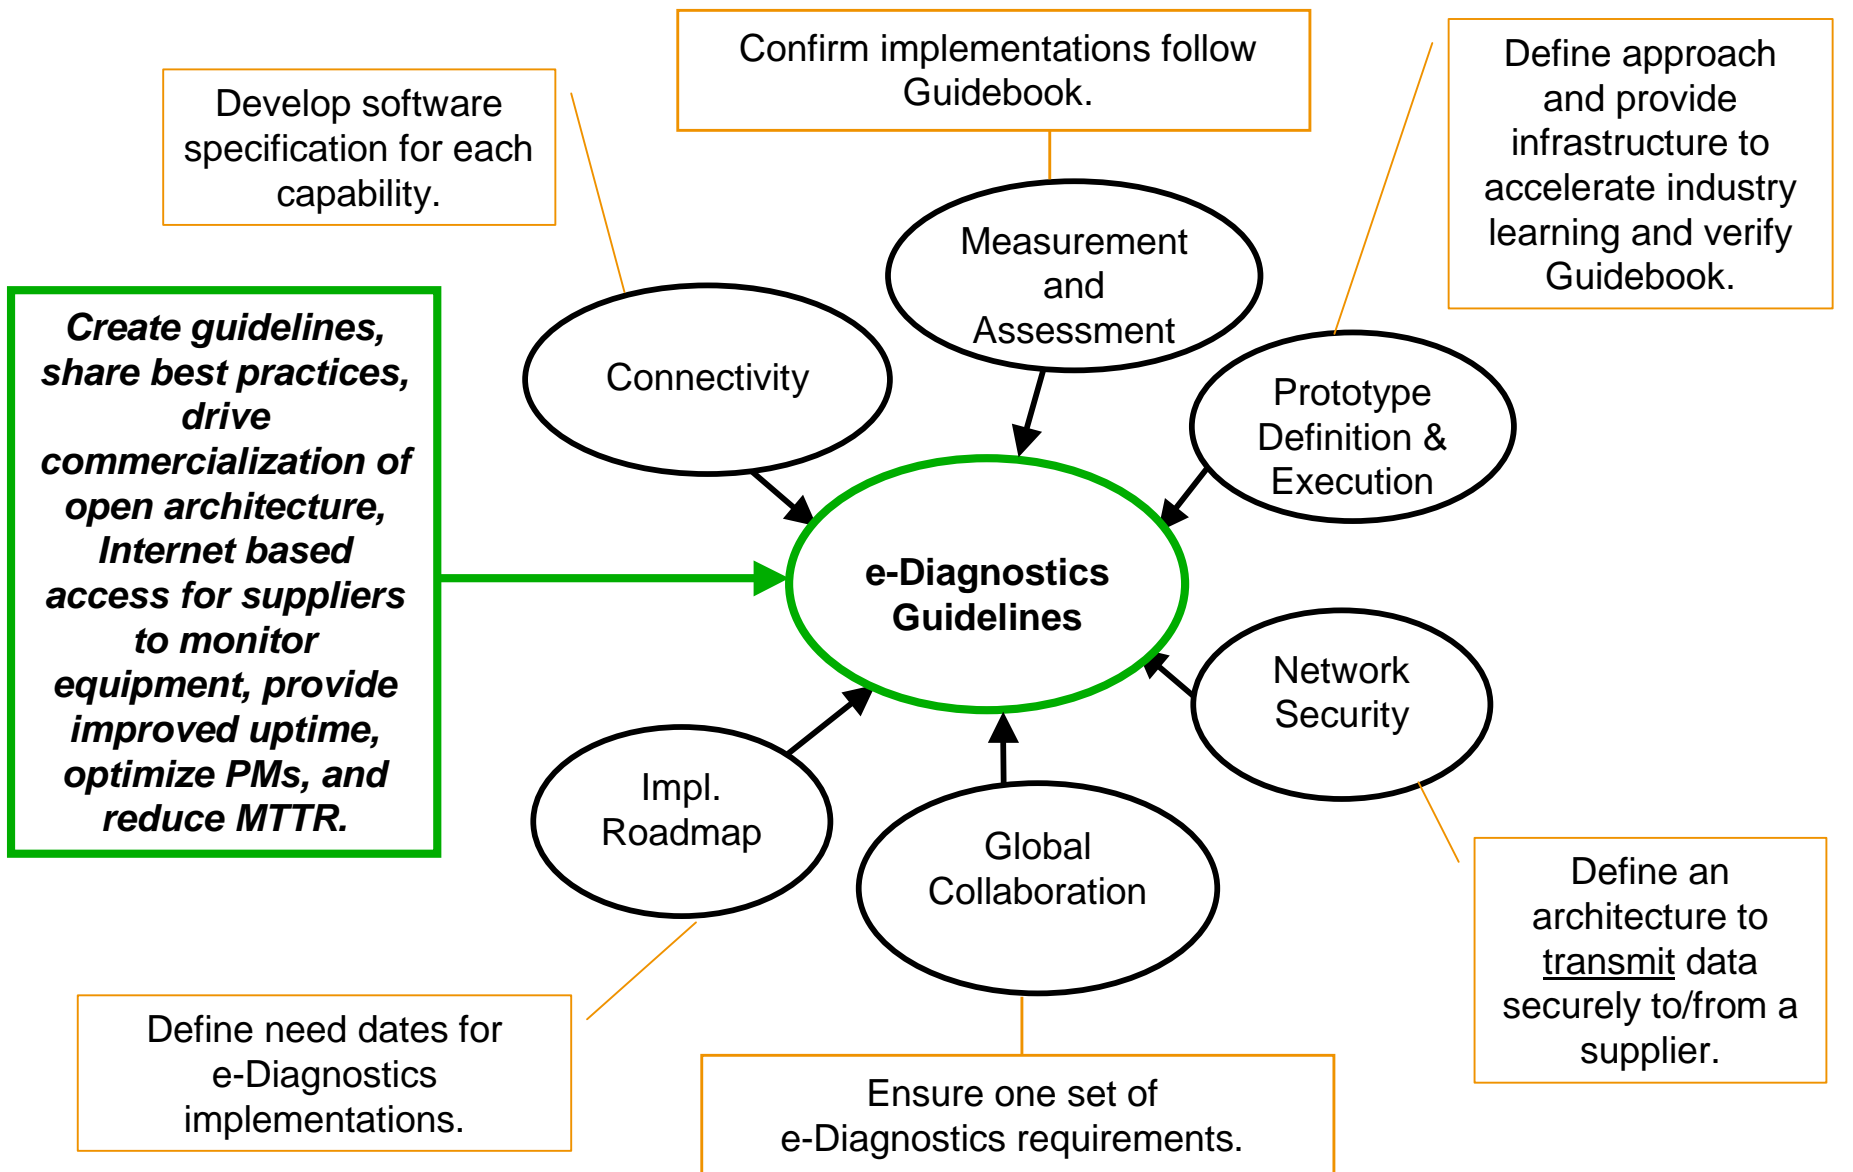 Confirm implementations follow
Guidebook.
Define approach
and provide
infrastructure to
accelerate industry
learning and verify
Guidebook.
Develop software
specification for each
capability.
Measurement
and
Assessment
Create guidelines,
share best practices,
drive
commercialization of
open architecture,
Internet based
access for suppliers
to monitor
equipment, provide
improved uptime,
optimize PMs, and
reduce MTTR.
Connectivity
Prototype
Definition &
Execution
e-Diagnostics
Guidelines
Network
Security
Impl.
Roadmap
Global
Collaboration
Define an
architecture to
transmit data
securely to/from a
supplier.
Define need dates for
e-Diagnostics
implementations.
Ensure one set of
e-Diagnostics requirements.